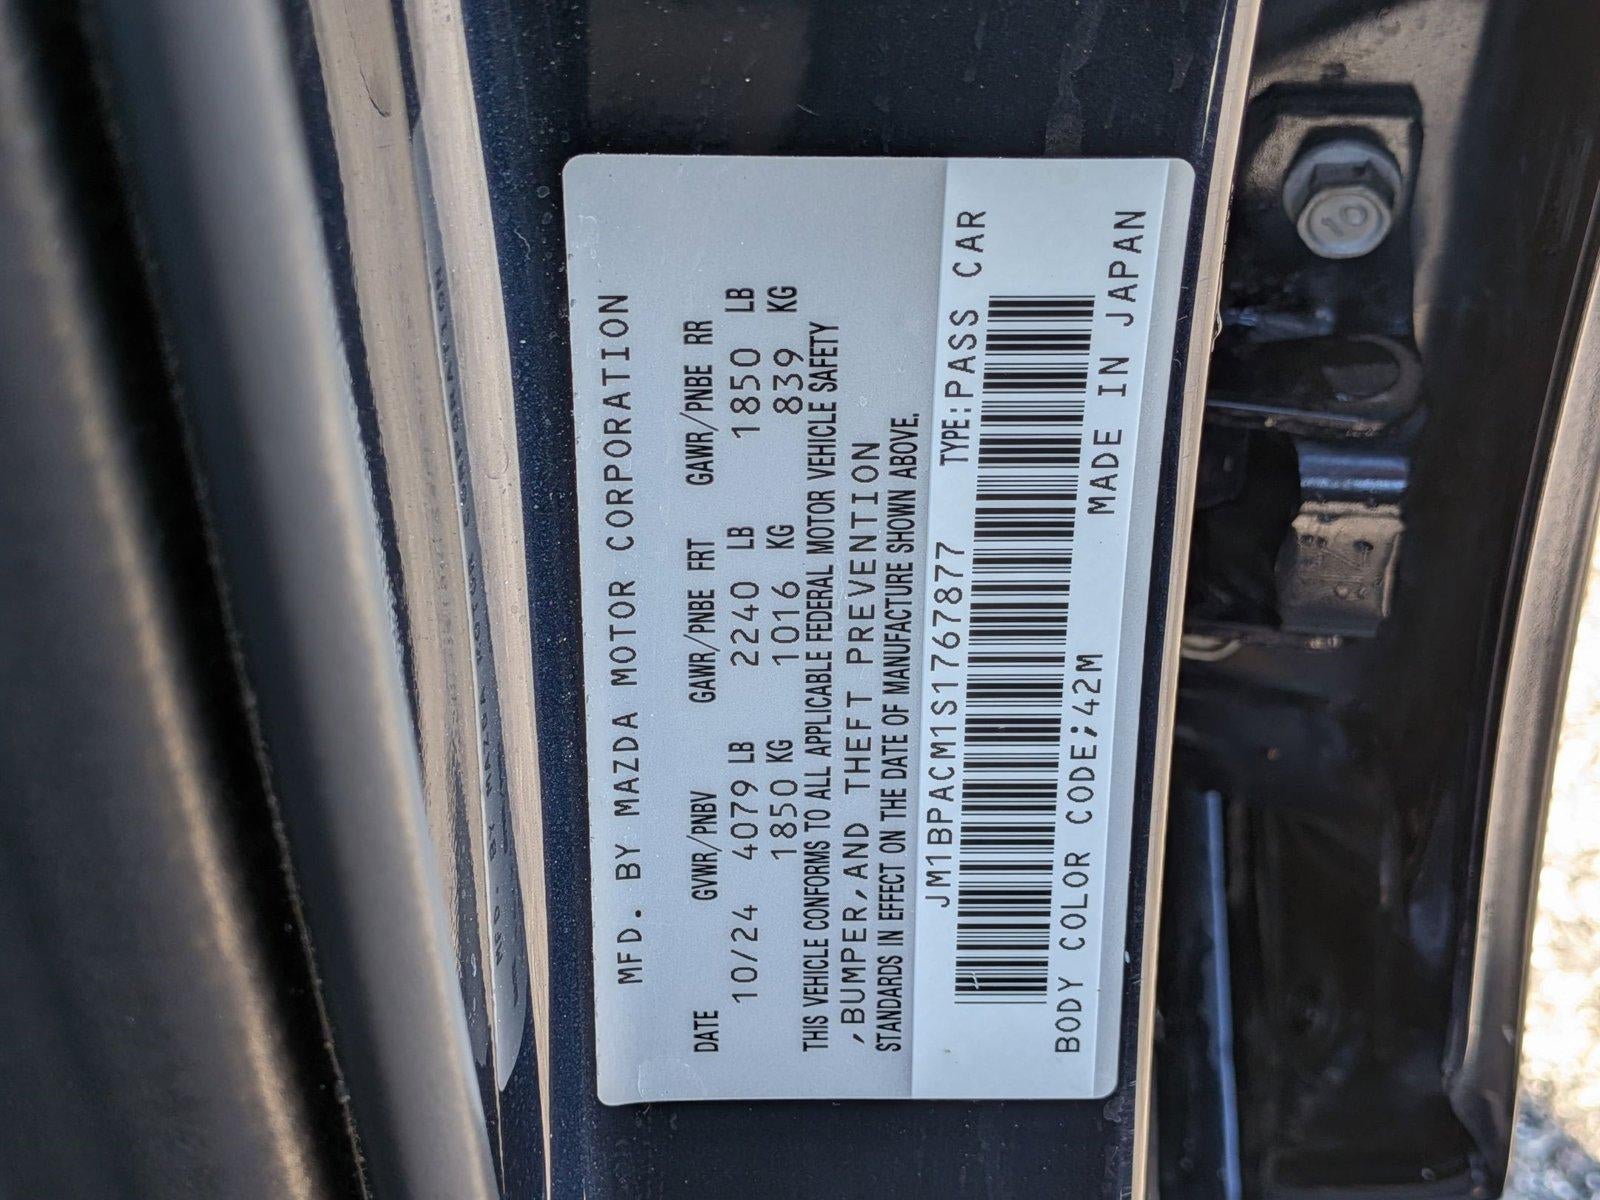 MFD. BY MAZDA MOTOR CORPORATION
DATE GVWR/PNBV GAWR/PNBE FRT GAWR/PNBE RR
10/24 4079 LB 2240 LB 1850 LB
1850 KG 1016 KG 839 KG
THIS VEHICLE CONFORMS TO ALL APPLICABLE FEDERAL MOTOR VEHICLE SAFETY
,BUMPER,AND THEFT PREVENTION
STANDARDS IN EFFECT ON THE DATE OF MANUFACTURE SHOWN ABOVE.
JM1BPACM1S1767877 TYPE:PASS CAR
BODY COLOR CODE;42M MADE IN JAPAN
10